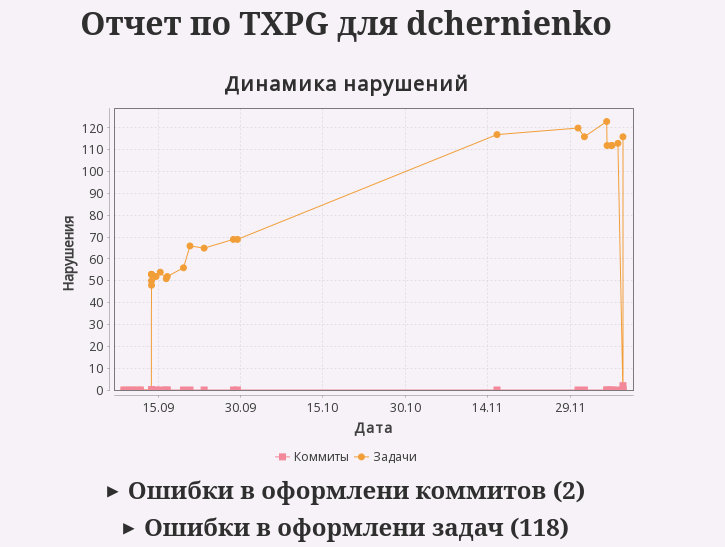 Отчет по TXPG для dchernienko
Динамика нарушений
120
110
100
90
80
70
60
50
40
30
20
10
0
Нарушения
15.09 30.09 15.10 30.10 14.11 29.11
Дата
Коммиты Задачи
► Ошибки в оформлени коммитов (2)
► Ошибки в оформлени задач (118)